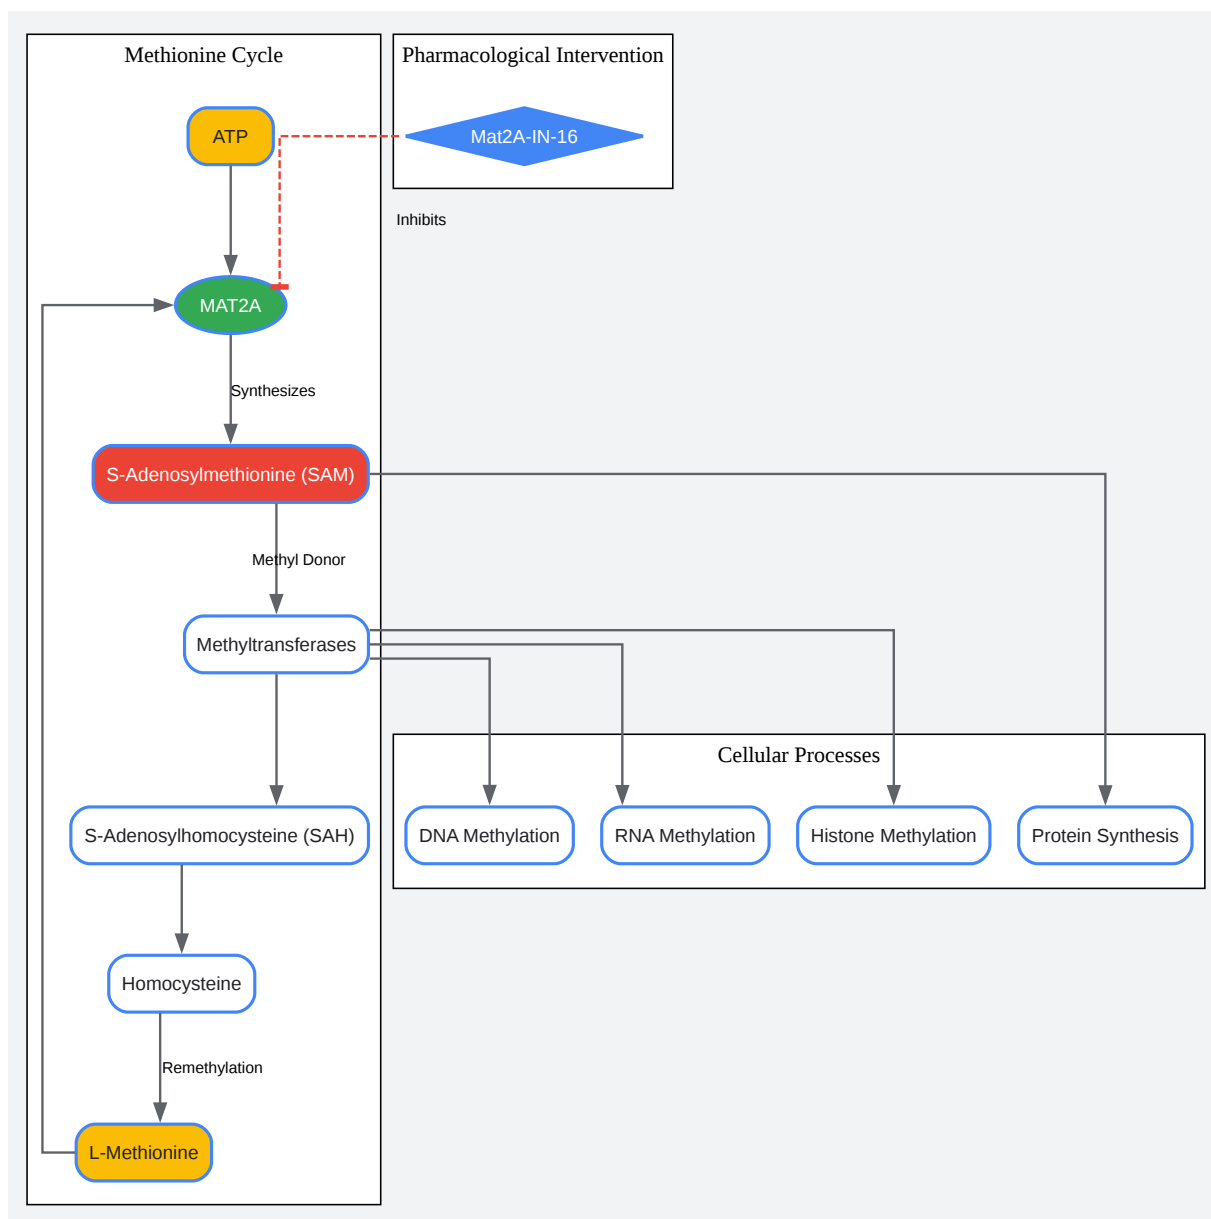 Methionine Cycle
Pharmacological Intervention
ATP
Mat2A-IN-16
Inhibits
MAT2A
Synthesizes
S-Adenosylmethionine (SAM)
Methyl Donor
Methyltransferases
Cellular Processes
S-Adenosylhomocysteine (SAH)
DNA Methylation
RNA Methylation
Histone Methylation
Protein Synthesis
Homocysteine
Remethylation
L-Methionine